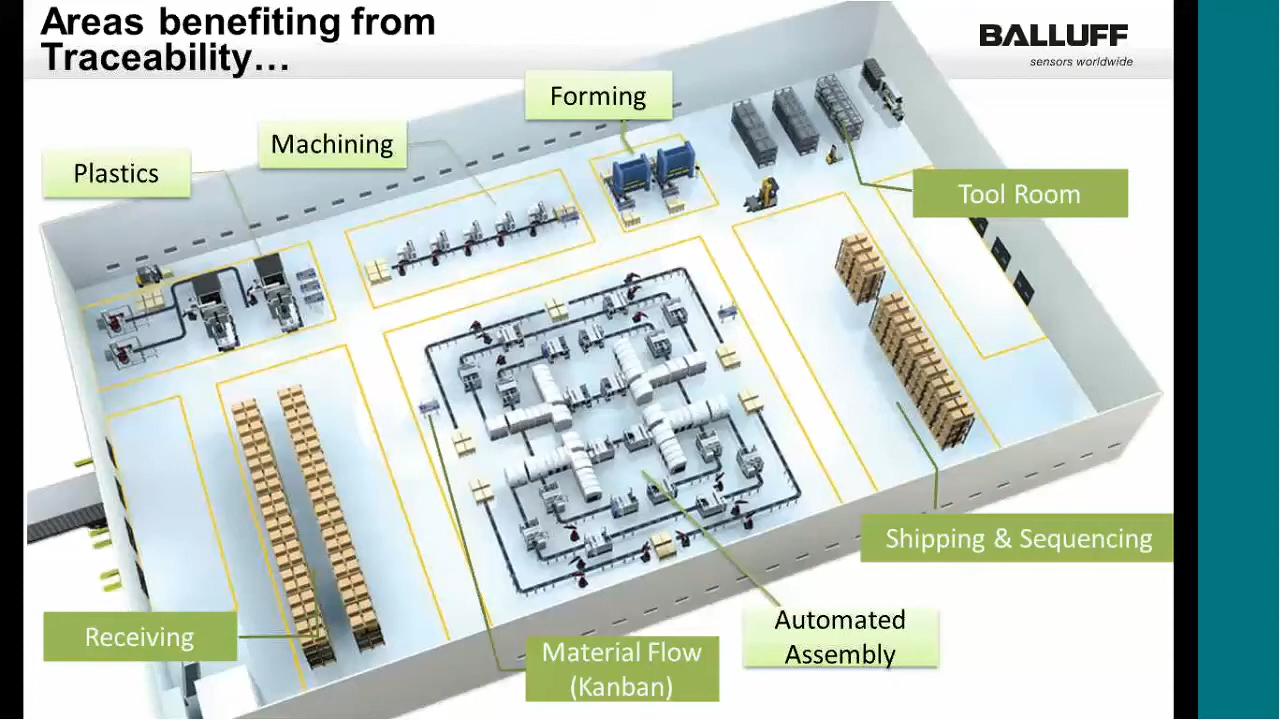 Areas benefiting from
Traceability…
BALLUFF
sensors worldwide
Forming
Machining
Plastics
Tool Room
Shipping & Sequencing
Automated
Assembly
Receiving
Material Flow
(Kanban)